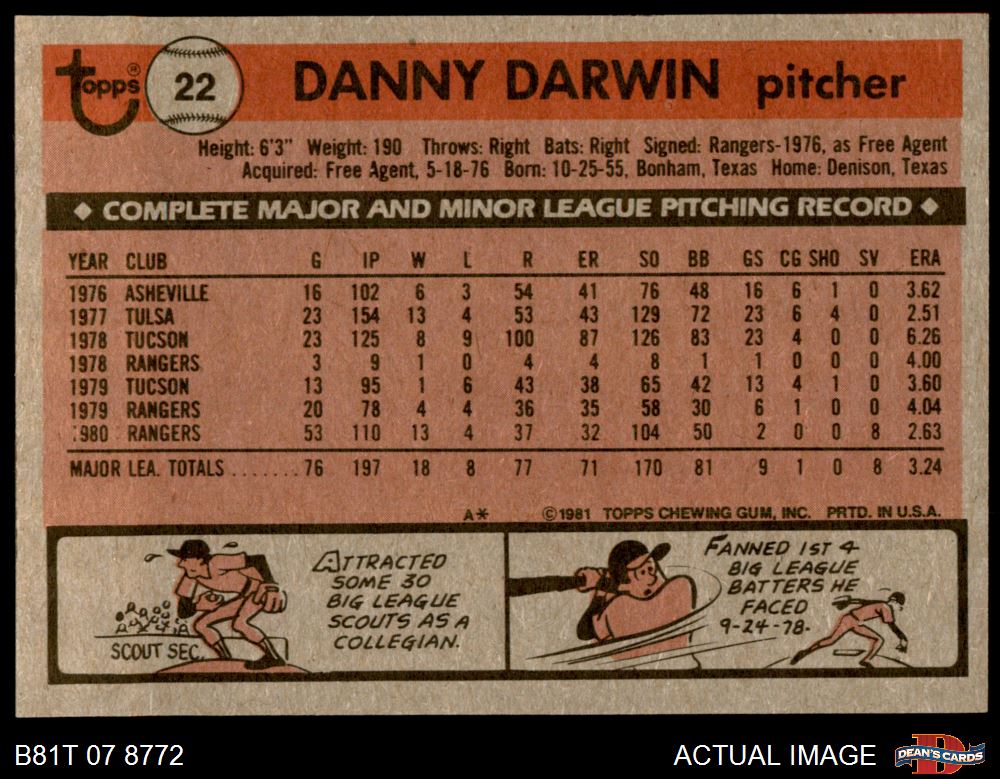 Topps® 22 DANNY DARWIN pitcher
Height: 6'3" Weight: 190 Throws: Right Bats: Right Signed: Rangers-1976, as Free Agent
Acquired: Free Agent, 5-18-76 Born: 10-25-55, Bonham, Texas Home: Denison, Texas
◆ COMPLETE MAJOR AND MINOR LEAGUE PITCHING RECORD ◆
YEAR CLUB G IP W L R ER SO BB GS CG SHO SV ERA
1976 ASHEVILLE 16 102 6 3 54 41 76 48 16 6 1 0 3.62
1977 TULSA 23 154 13 4 53 43 129 72 23 6 4 0 2.51
1978 TUCSON 23 125 8 9 100 87 126 83 23 4 0 0 6.26
1978 RANGERS 3 9 1 0 4 4 8 1 1 0 0 0 4.00
1979 TUCSON 13 95 1 6 43 38 65 42 13 4 1 0 3.60
1979 RANGERS 20 78 4 4 36 35 58 30 6 1 0 0 4.04
1980 RANGERS 53 110 13 4 37 32 104 50 2 0 0 8 2.63
MAJOR LEA. TOTALS ....... 76 197 18 8 77 71 170 81 9 1 0 8 3.24
A* ©1981 TOPPS CHEWING GUM, INC. PRTD. IN U.S.A.
ATTRACTED
SOME 30
BIG LEAGUE
SCOUTS AS A
COLLEGIAN.
SCOUT SEC.
FANNED 1ST 4
BIG LEAGUE
BATTERS HE
FACED
9-24-78.
B81T 07 8772 ACTUAL IMAGE DEAN'S CARDS